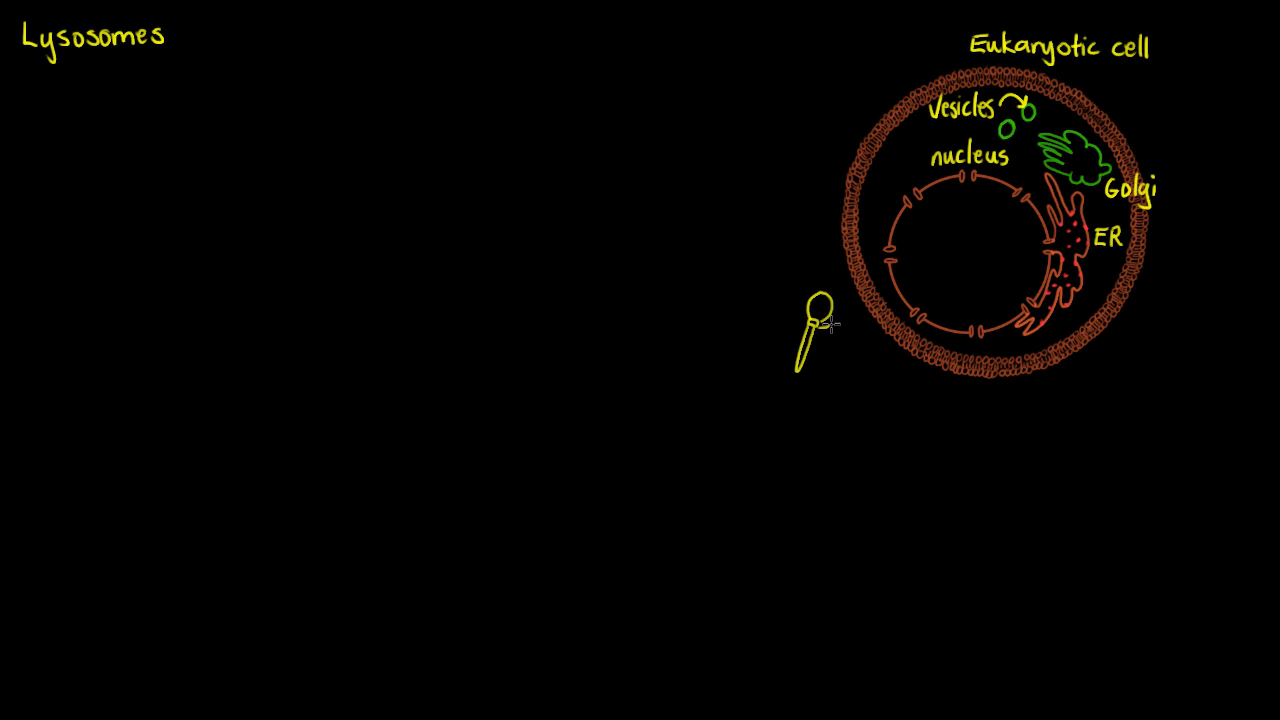 Lysosomes
Eukaryotic cell
Vesicles
nucleus
Golgi
ER